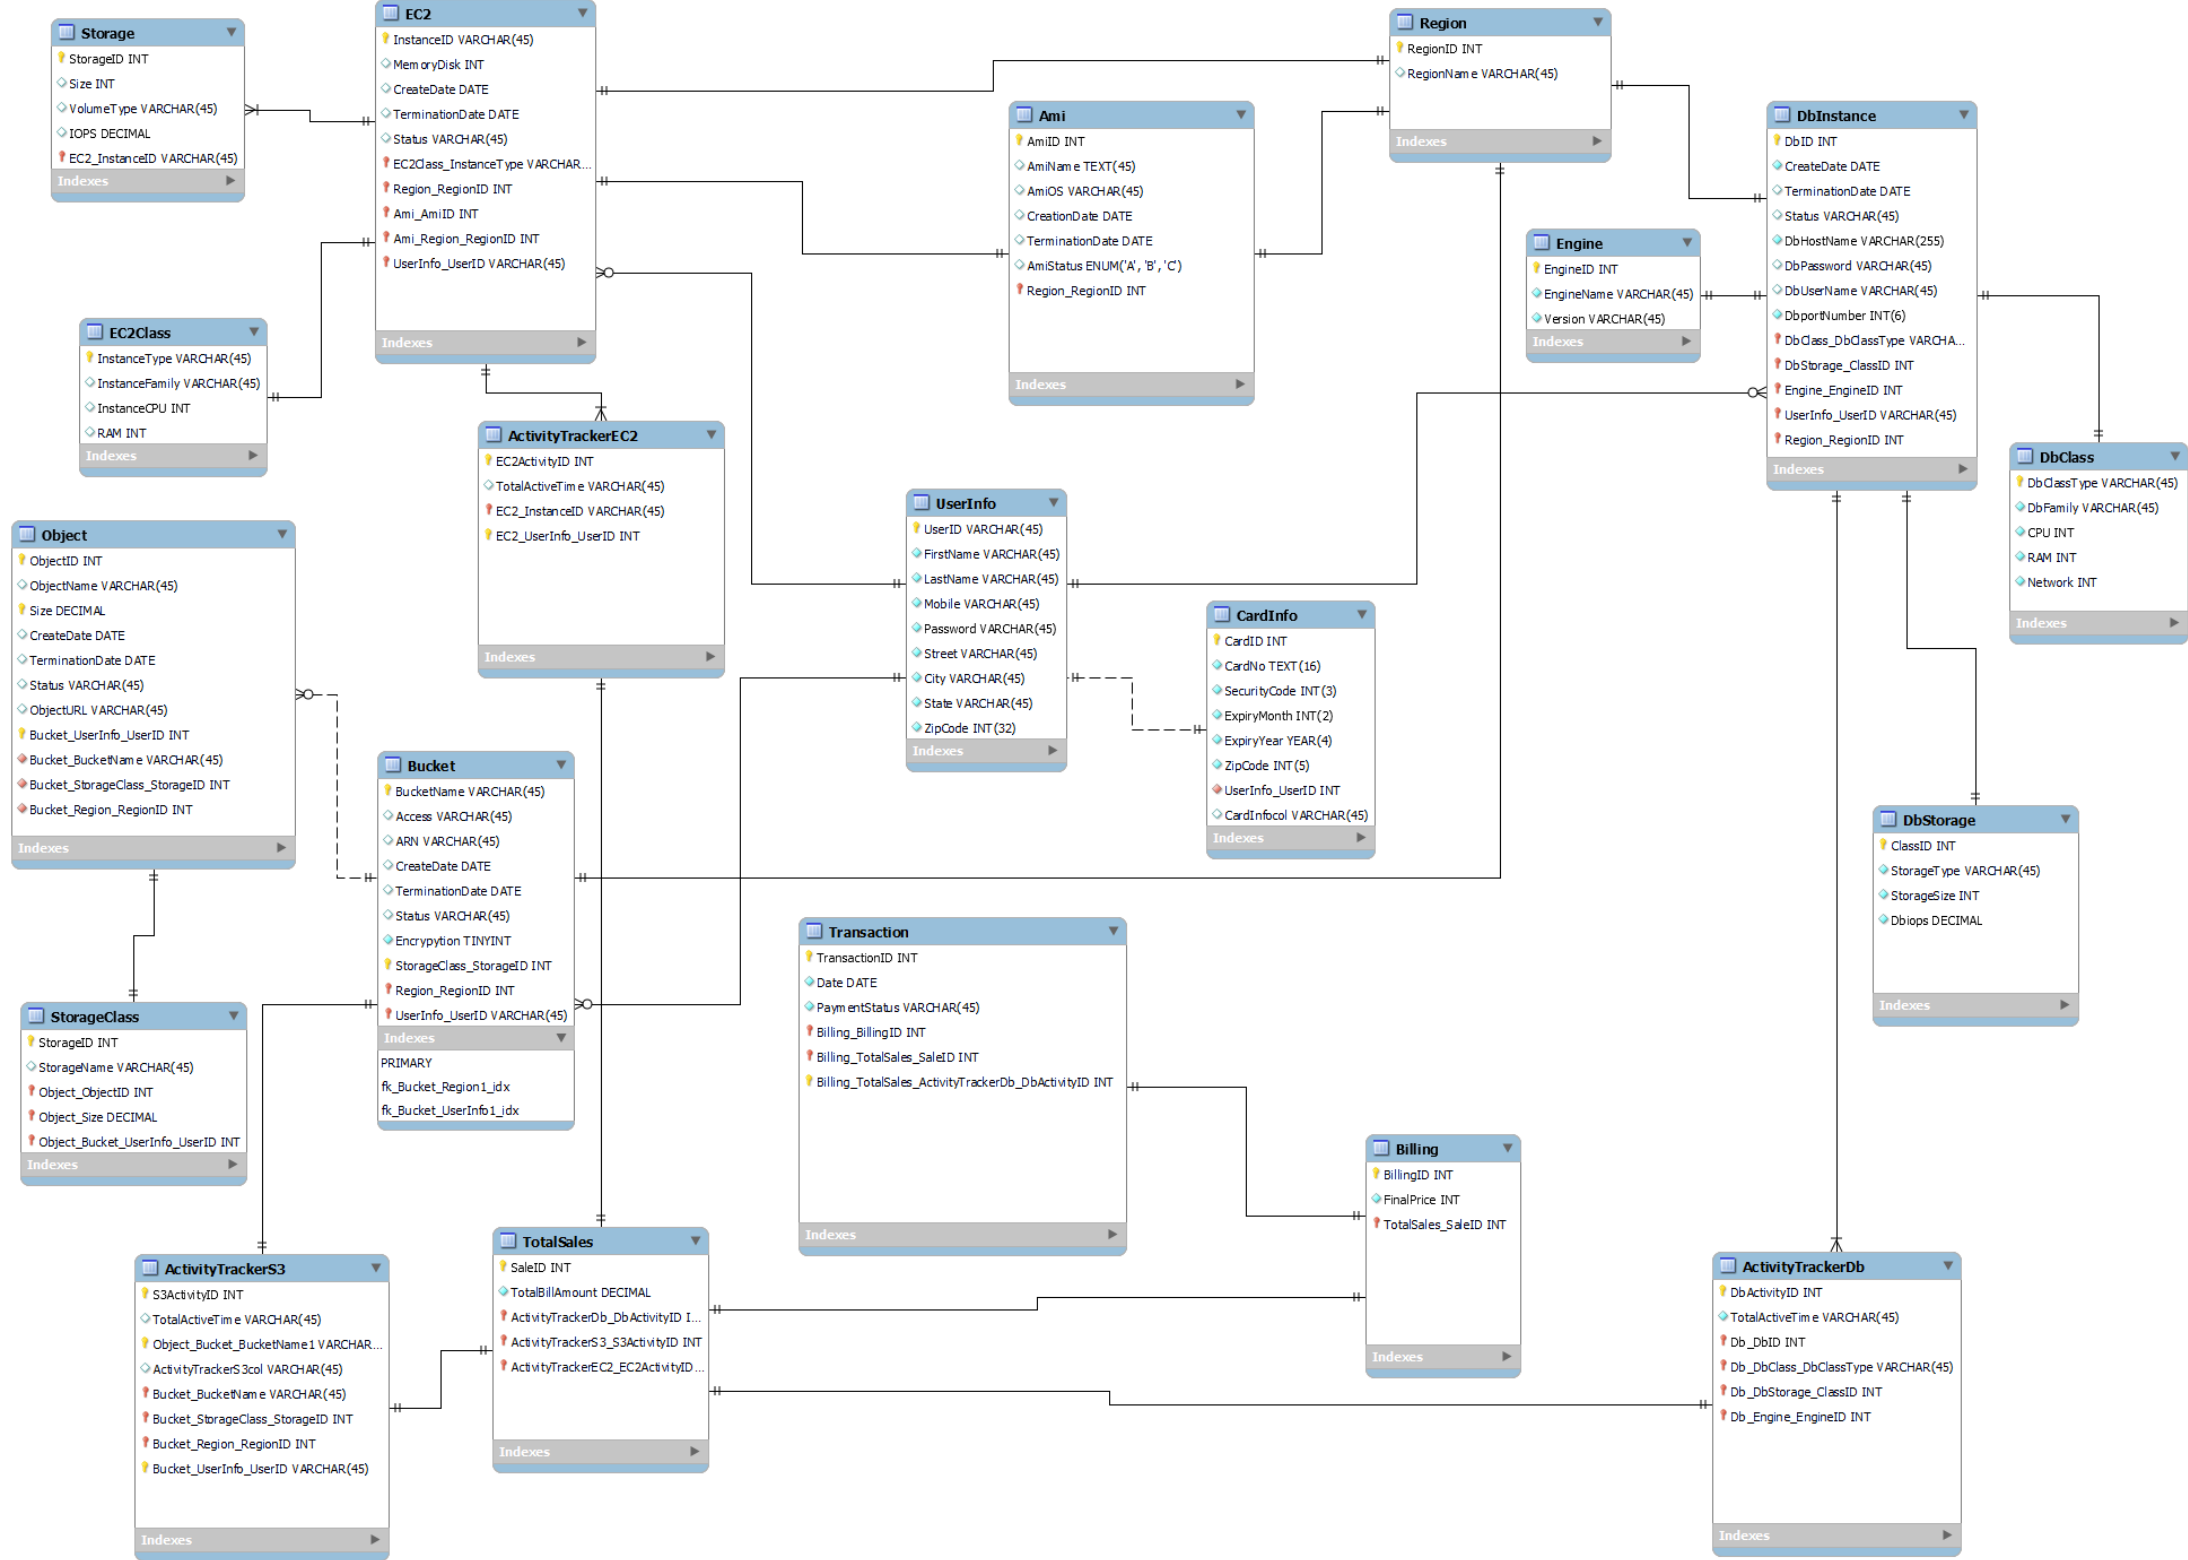 Storage
StorageID INT
Size INT
VolumeType VARCHAR(45)
IOPS DECIMAL
EC2_InstanceID VARCHAR(45)
Indexes
EC2
InstanceID VARCHAR(45)
MemoryDisk INT
CreateDate DATE
TerminationDate DATE
Status VARCHAR(45)
EC2Class_InstanceType VARCHAR...
Region_RegionID INT
Ami_AmiID INT
Ami_Region_RegionID INT
UserInfo_UserID VARCHAR(45)
Indexes
Region
RegionID INT
RegionName VARCHAR(45)
Indexes
Ami
AmiID INT
AmiName TEXT(45)
AmiOS VARCHAR(45)
CreationDate DATE
TerminationDate DATE
AmiStatus ENUM('A', 'B', 'C')
Region_RegionID INT
Indexes
DbInstance
DbID INT
CreateDate DATE
TerminationDate DATE
Status VARCHAR(45)
DbHostName VARCHAR(255)
DbPassword VARCHAR(45)
DbUserName VARCHAR(45)
DbportNumber INT(6)
DbClass_DbClassType VARCHA...
DbStorage_ClassID INT
Engine_EngineID INT
UserInfo_UserID VARCHAR(45)
Region_RegionID INT
Indexes
Engine
EngineID INT
EngineName VARCHAR(45)
Version VARCHAR(45)
Indexes
EC2Class
InstanceType VARCHAR(45)
InstanceFamily VARCHAR(45)
InstanceCPU INT
RAM INT
Indexes
ActivityTrackerEC2
EC2ActivityID INT
TotalActiveTime VARCHAR(45)
EC2_InstanceID VARCHAR(45)
EC2_UserInfo_UserID INT
Indexes
DbClass
DbClassType VARCHAR(45)
DbFamily VARCHAR(45)
CPU INT
RAM INT
Network INT
Indexes
UserInfo
UserID VARCHAR(45)
FirstName VARCHAR(45)
LastName VARCHAR(45)
Mobile VARCHAR(45)
Password VARCHAR(45)
Street VARCHAR(45)
City VARCHAR(45)
State VARCHAR(45)
ZipCode INT(32)
Indexes
Object
ObjectID INT
ObjectName VARCHAR(45)
Size DECIMAL
CreateDate DATE
TerminationDate DATE
Status VARCHAR(45)
ObjectURL VARCHAR(45)
Bucket_UserInfo_UserID INT
Bucket_BucketName VARCHAR(45)
Bucket_StorageClass_StorageID INT
Bucket_Region_RegionID INT
Indexes
CardInfo
CardID INT
CardNo TEXT(16)
SecurityCode INT(3)
ExpiryMonth INT(2)
ExpiryYear YEAR(4)
ZipCode INT(5)
UserInfo_UserID INT
CardInfocol VARCHAR(45)
Indexes
Bucket
BucketName VARCHAR(45)
Access VARCHAR(45)
ARN VARCHAR(45)
CreateDate DATE
TerminationDate DATE
Status VARCHAR(45)
Encrypytion TINYINT
StorageClass_StorageID INT
Region_RegionID INT
UserInfo_UserID VARCHAR(45)
Indexes
PRIMARY
fk_Bucket_Region1_idx
fk_Bucket_UserInfo1_idx
DbStorage
ClassID INT
StorageType VARCHAR(45)
StorageSize INT
Dbiops DECIMAL
Indexes
Transaction
TransactionID INT
Date DATE
PaymentStatus VARCHAR(45)
Billing_BillingID INT
Billing_TotalSales_SaleID INT
Billing_TotalSales_ActivityTrackerDb_DbActivityID INT
Indexes
StorageClass
StorageID INT
StorageName VARCHAR(45)
Object_ObjectID INT
Object_Size DECIMAL
Object_Bucket_UserInfo_UserID INT
Indexes
Billing
BillingID INT
FinalPrice INT
TotalSales_SaleID INT
Indexes
TotalSales
SaleID INT
TotalBillAmount DECIMAL
ActivityTrackerDb_DbActivityID I...
ActivityTrackerS3_S3ActivityID INT
ActivityTrackerEC2_EC2ActivityID...
Indexes
ActivityTrackerS3
S3ActivityID INT
TotalActiveTime VARCHAR(45)
Object_Bucket_BucketName1 VARCHAR...
ActivityTrackerS3col VARCHAR(45)
Bucket_BucketName VARCHAR(45)
Bucket_StorageClass_StorageID INT
Bucket_Region_RegionID INT
Bucket_UserInfo_UserID VARCHAR(45)
Indexes
ActivityTrackerDb
DbActivityID INT
TotalActiveTime VARCHAR(45)
Db_DbID INT
Db_DbClass_DbClassType VARCHAR(45)
Db_DbStorage_ClassID INT
Db_Engine_EngineID INT
Indexes